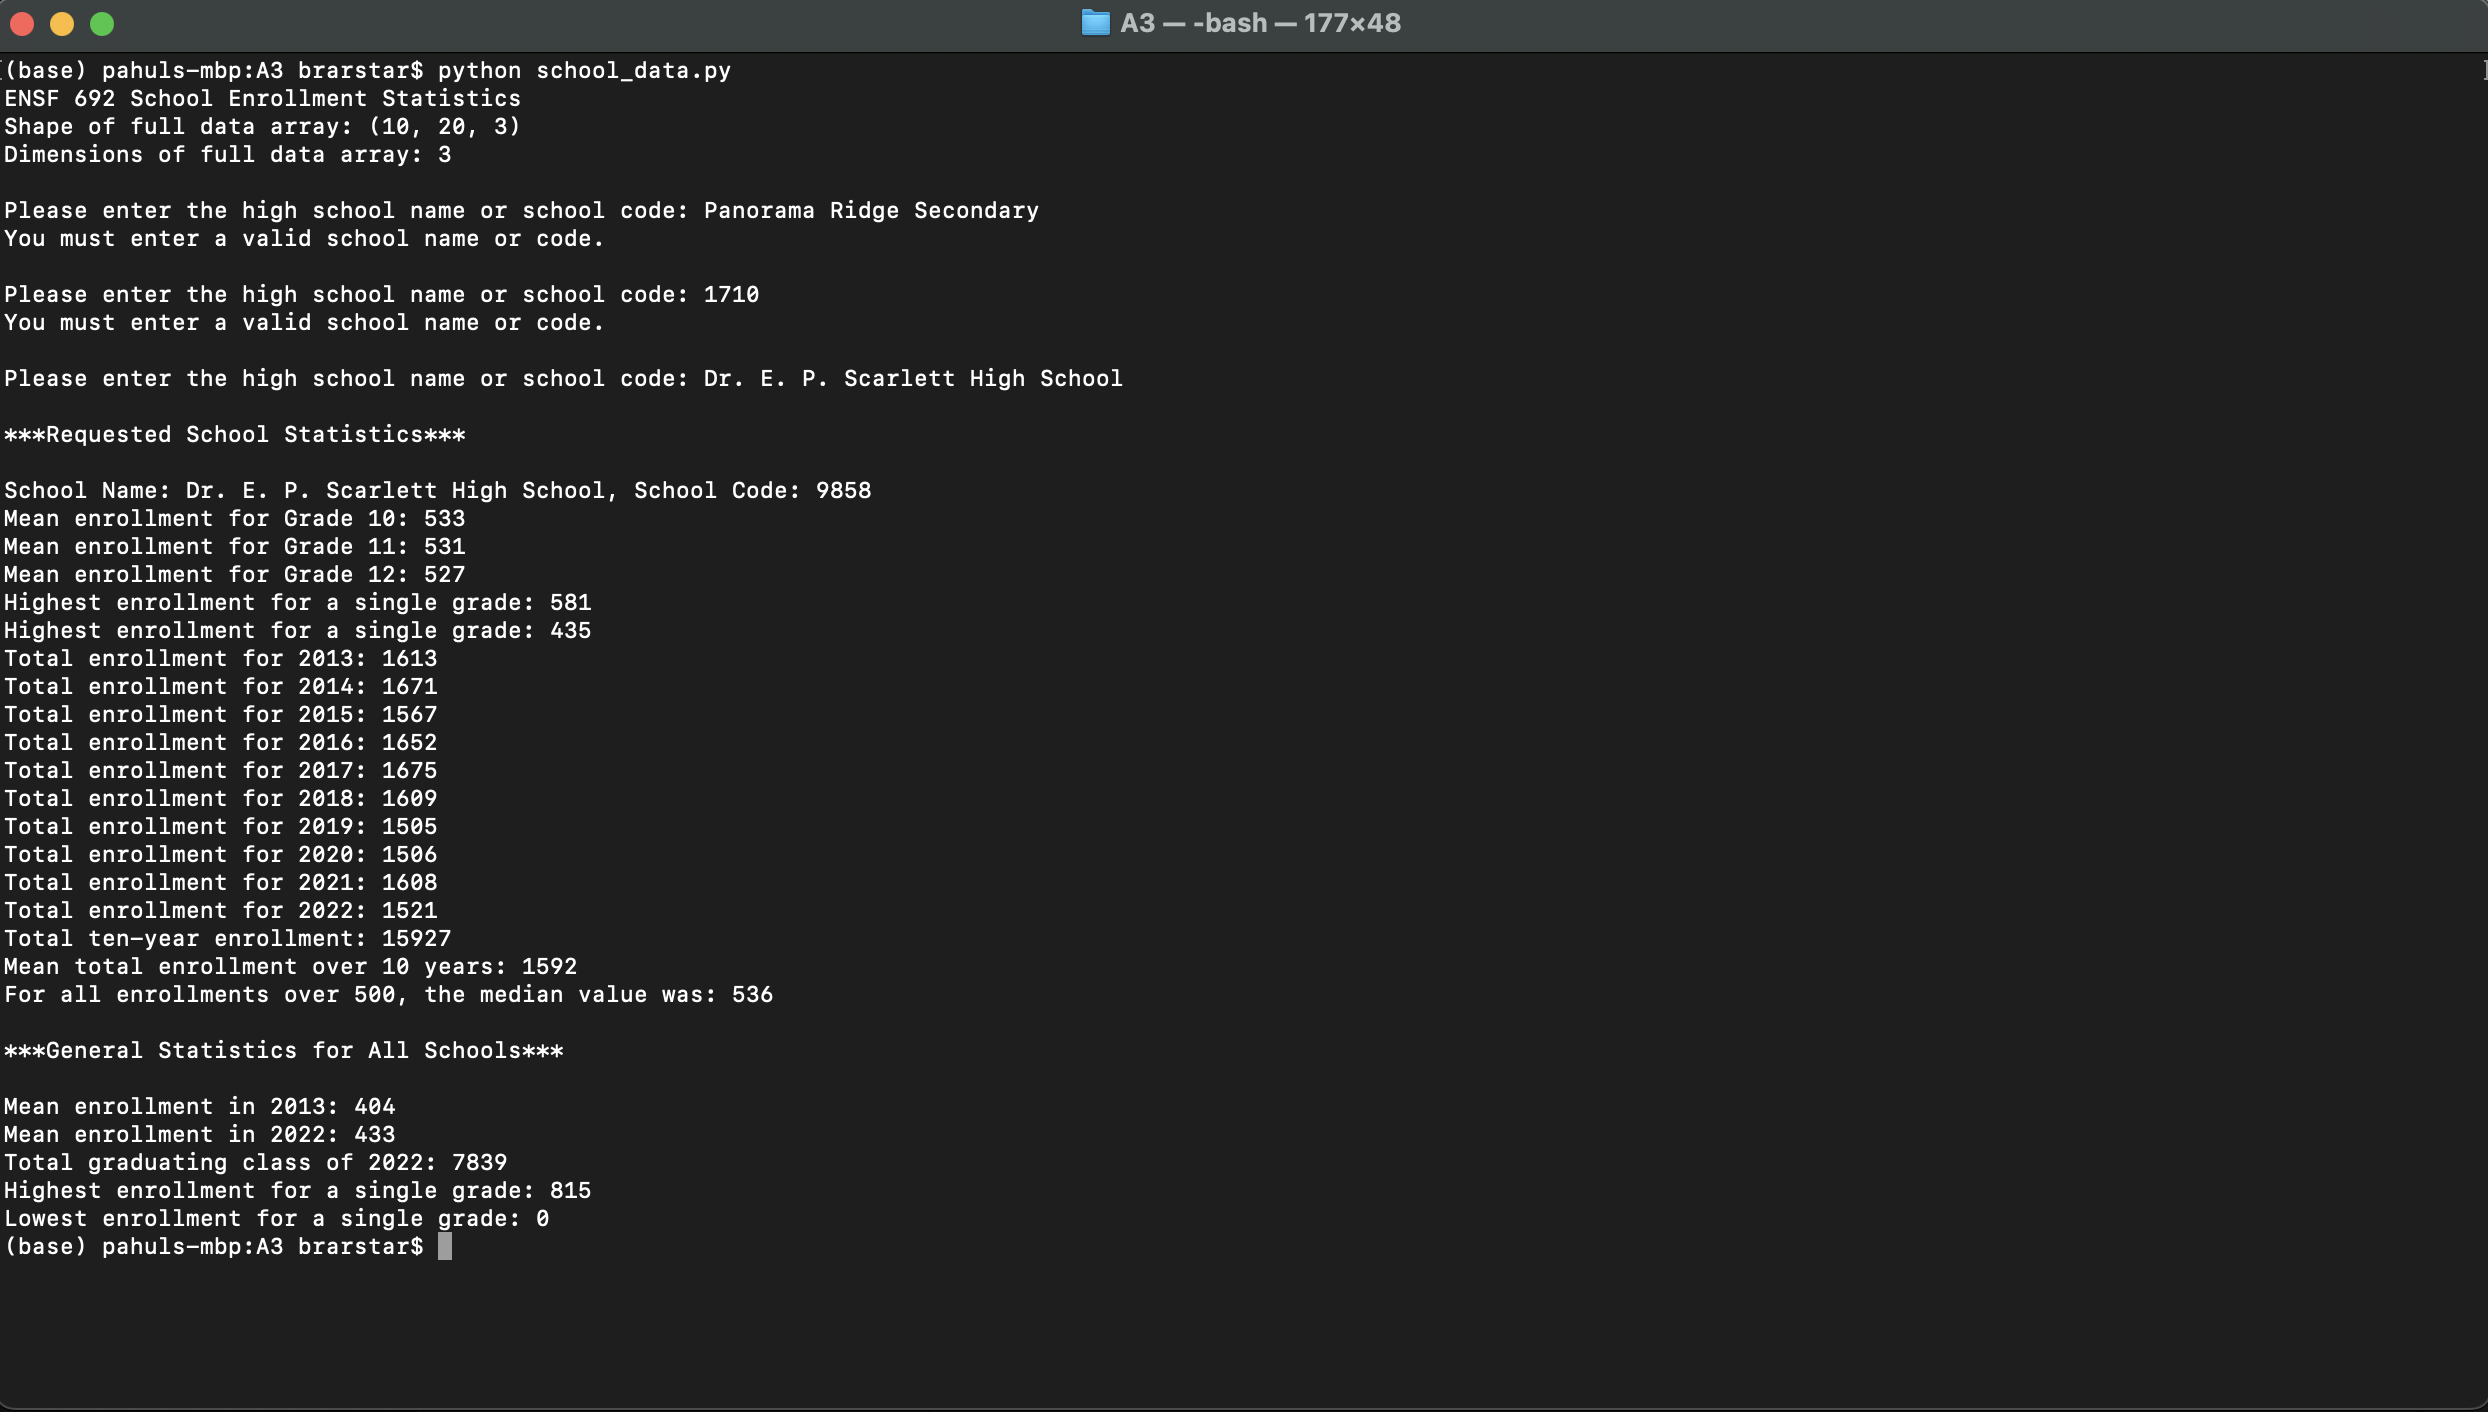 A3 — -bash — 177×48
(base) pahuls-mbp:A3 brarstar$ python school_data.py
ENSF 692 School Enrollment Statistics
Shape of full data array: (10, 20, 3)
Dimensions of full data array: 3
Please enter the high school name or school code: Panorama Ridge Secondary
You must enter a valid school name or code.
Please enter the high school name or school code: 1710
You must enter a valid school name or code.
Please enter the high school name or school code: Dr. E. P. Scarlett High School
***Requested School Statistics***
School Name: Dr. E. P. Scarlett High School, School Code: 9858
Mean enrollment for Grade 10: 533
Mean enrollment for Grade 11: 531
Mean enrollment for Grade 12: 527
Highest enrollment for a single grade: 581
Highest enrollment for a single grade: 435
Total enrollment for 2013: 1613
Total enrollment for 2014: 1671
Total enrollment for 2015: 1567
Total enrollment for 2016: 1652
Total enrollment for 2017: 1675
Total enrollment for 2018: 1609
Total enrollment for 2019: 1505
Total enrollment for 2020: 1506
Total enrollment for 2021: 1608
Total enrollment for 2022: 1521
Total ten-year enrollment: 15927
Mean total enrollment over 10 years: 1592
For all enrollments over 500, the median value was: 536
***General Statistics for All Schools***
Mean enrollment in 2013: 404
Mean enrollment in 2022: 433
Total graduating class of 2022: 7839
Highest enrollment for a single grade: 815
Lowest enrollment for a single grade: 0
(base) pahuls-mbp:A3 brarstar$